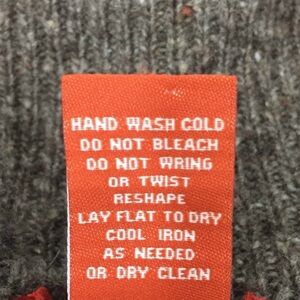 HAND WASH COLD
DO NOT BLEACH
DO NOT WRING
OR TWIST
RESHAPE
LAY FLAT TO DRY
COOL IRON
AS NEEDED
OR DRY CLEAN